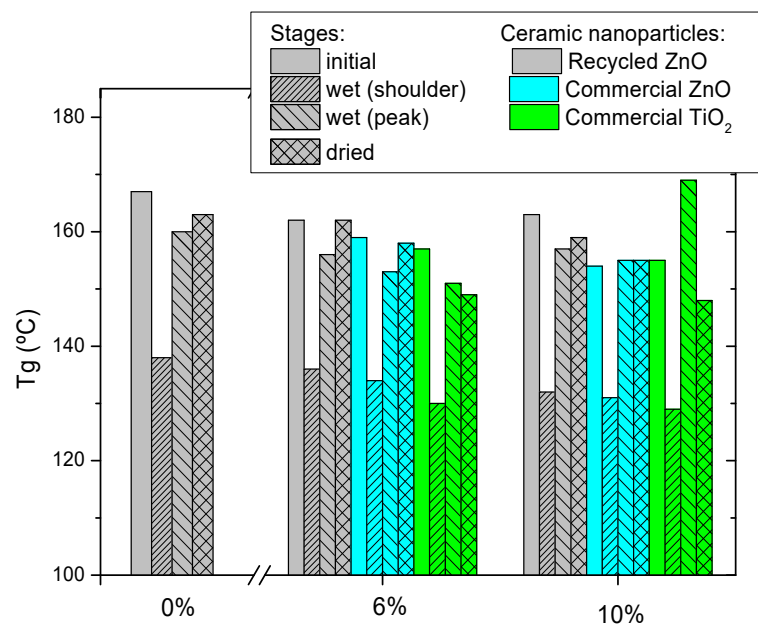 Stages:
initial
wet (shoulder)
wet (peak)
dried
Ceramic nanoparticles:
Recycled ZnO
Commercial ZnO
Commercial TiO2
Tg (ºC)
180
160
140
120
100
0%
6%
10%